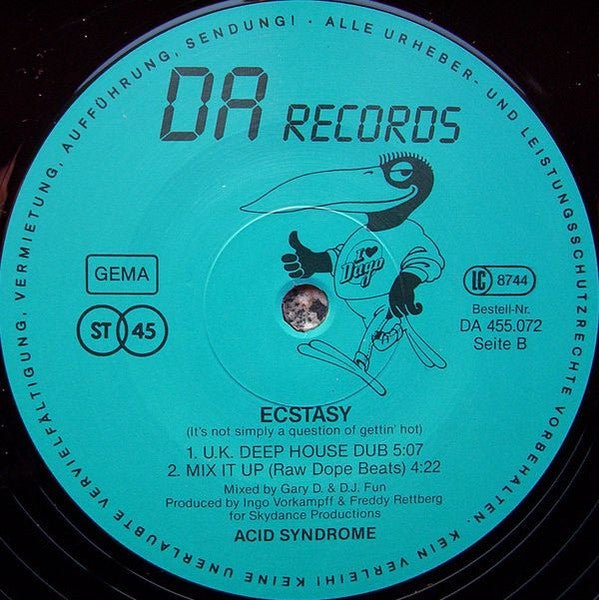 DA RECORDS
I ♥
Dago
GEMA
ST 45
LC 8744
Bestell-Nr.
DA 455.072
Seite B
ECSTASY
(It's not simply a question of gettin' hot)
1. U.K. DEEP HOUSE DUB 5:07
2. MIX IT UP (Raw Dope Beats) 4:22
Mixed by Gary D. & D.J. Fun
Produced by Ingo Vorkampff & Freddy Rettberg
for Skydance Productions
ACID SYNDROME
ALLE URHEBER- UND LEISTUNGSSCHUTZRECHTE VORBEHALTEN. KEIN VERLEIH! KEINE UNERLAUBTE VERVIELFÄLTIGUNG, VERMIETUNG, AUFFÜHRUNG, SENDUNG! ·